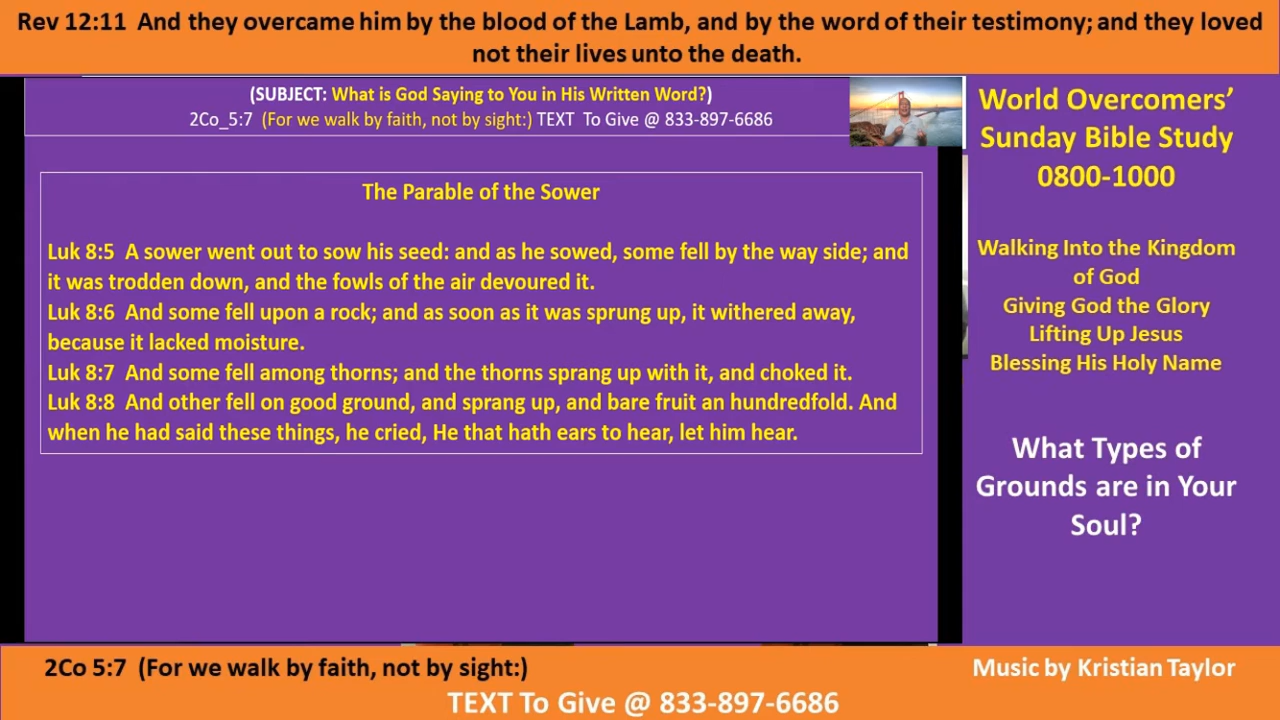 Rev 12:11 And they overcame him by the blood of the Lamb, and by the word of their testimony; and they loved
not their lives unto the death.
(SUBJECT: What is God Saying to You in His Written Word?)
2Co_5:7 (For we walk by faith, not by sight:) TEXT To Give @ 833-897-6686
The Parable of the Sower
Luk 8:5 A sower went out to sow his seed: and as he sowed, some fell by the way side; and
it was trodden down, and the fowls of the air devoured it.
Luk 8:6 And some fell upon a rock; and as soon as it was sprung up, it withered away,
because it lacked moisture.
Luk 8:7 And some fell among thorns; and the thorns sprang up with it, and choked it.
Luk 8:8 And other fell on good ground, and sprang up, and bare fruit an hundredfold. And
when he had said these things, he cried, He that hath ears to hear, let him hear.
World Overcomers'
Sunday Bible Study
0800-1000
Walking Into the Kingdom
of God
Giving God the Glory
Lifting Up Jesus
Blessing His Holy Name
What Types of
Grounds are in Your
Soul?
2Co 5:7 (For we walk by faith, not by sight:)
Music by Kristian Taylor
TEXT To Give @ 833-897-6686